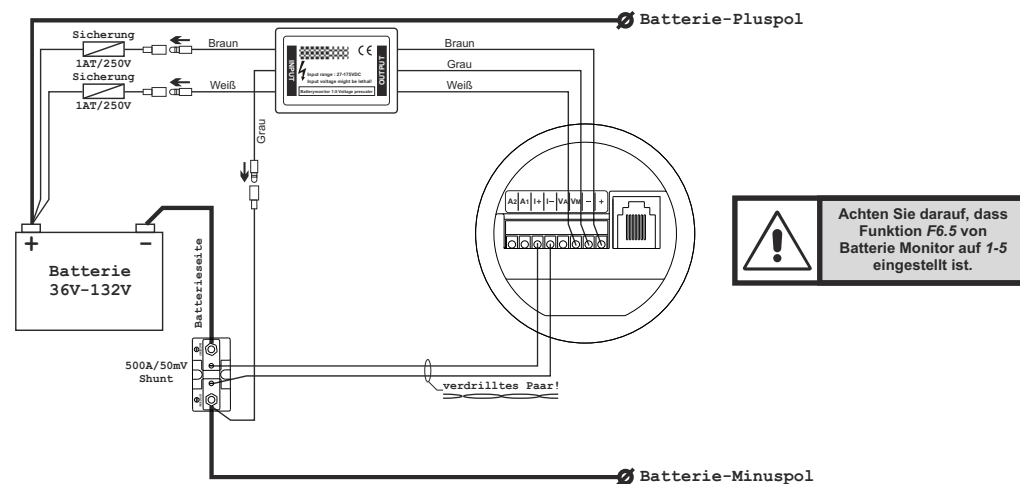 Batterie-Pluspol
Sicherung
1AT/250V
Braun
Sicherung
1AT/250V
Weiß
Grau
INPUT
CE
Input range : 27-175VDC
Input voltage might be lethal!
Batterymonitor 1:5 Voltage prescaler
OUTPUT
Braun
Grau
Weiß
A2 A1 I+ I− VA VM − +
Achten Sie darauf, dass
Funktion F6.5 von
Batterie Monitor auf 1-5
eingestellt ist.
+ −
Batterie
36V-132V
Batterieseite
500A/50mV
Shunt
verdrilltes Paar!
Batterie-Minuspol